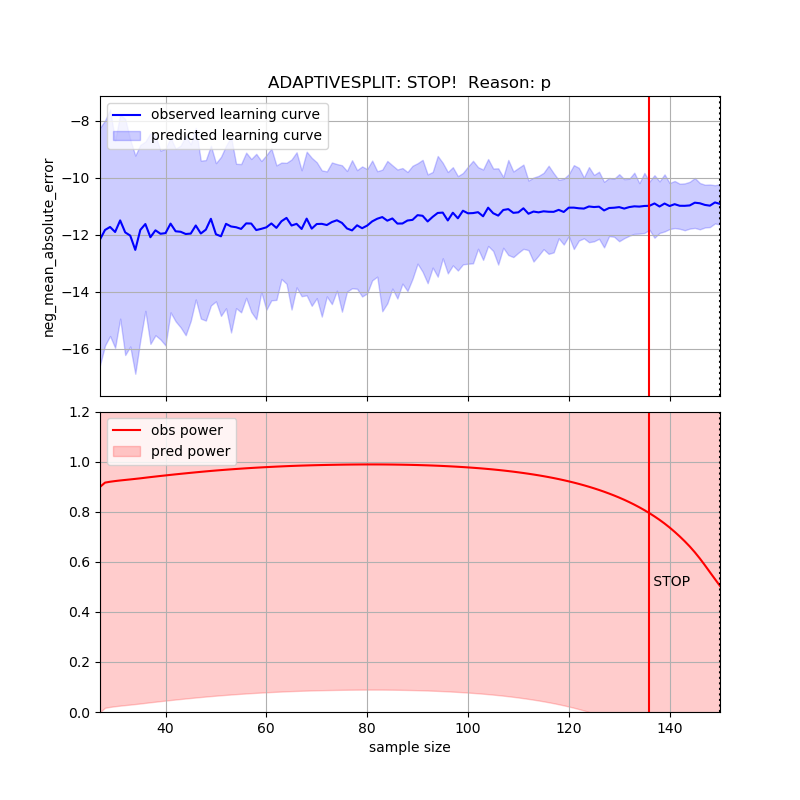 ADAPTIVESPLIT: STOP!  Reason: p
observed learning curve
predicted learning curve
neg_mean_absolute_error
−8
−10
−12
−14
−16
obs power
pred power
1.2
1.0
0.8
0.6
0.4
0.2
0.0
STOP
40 60 80 100 120 140
sample size